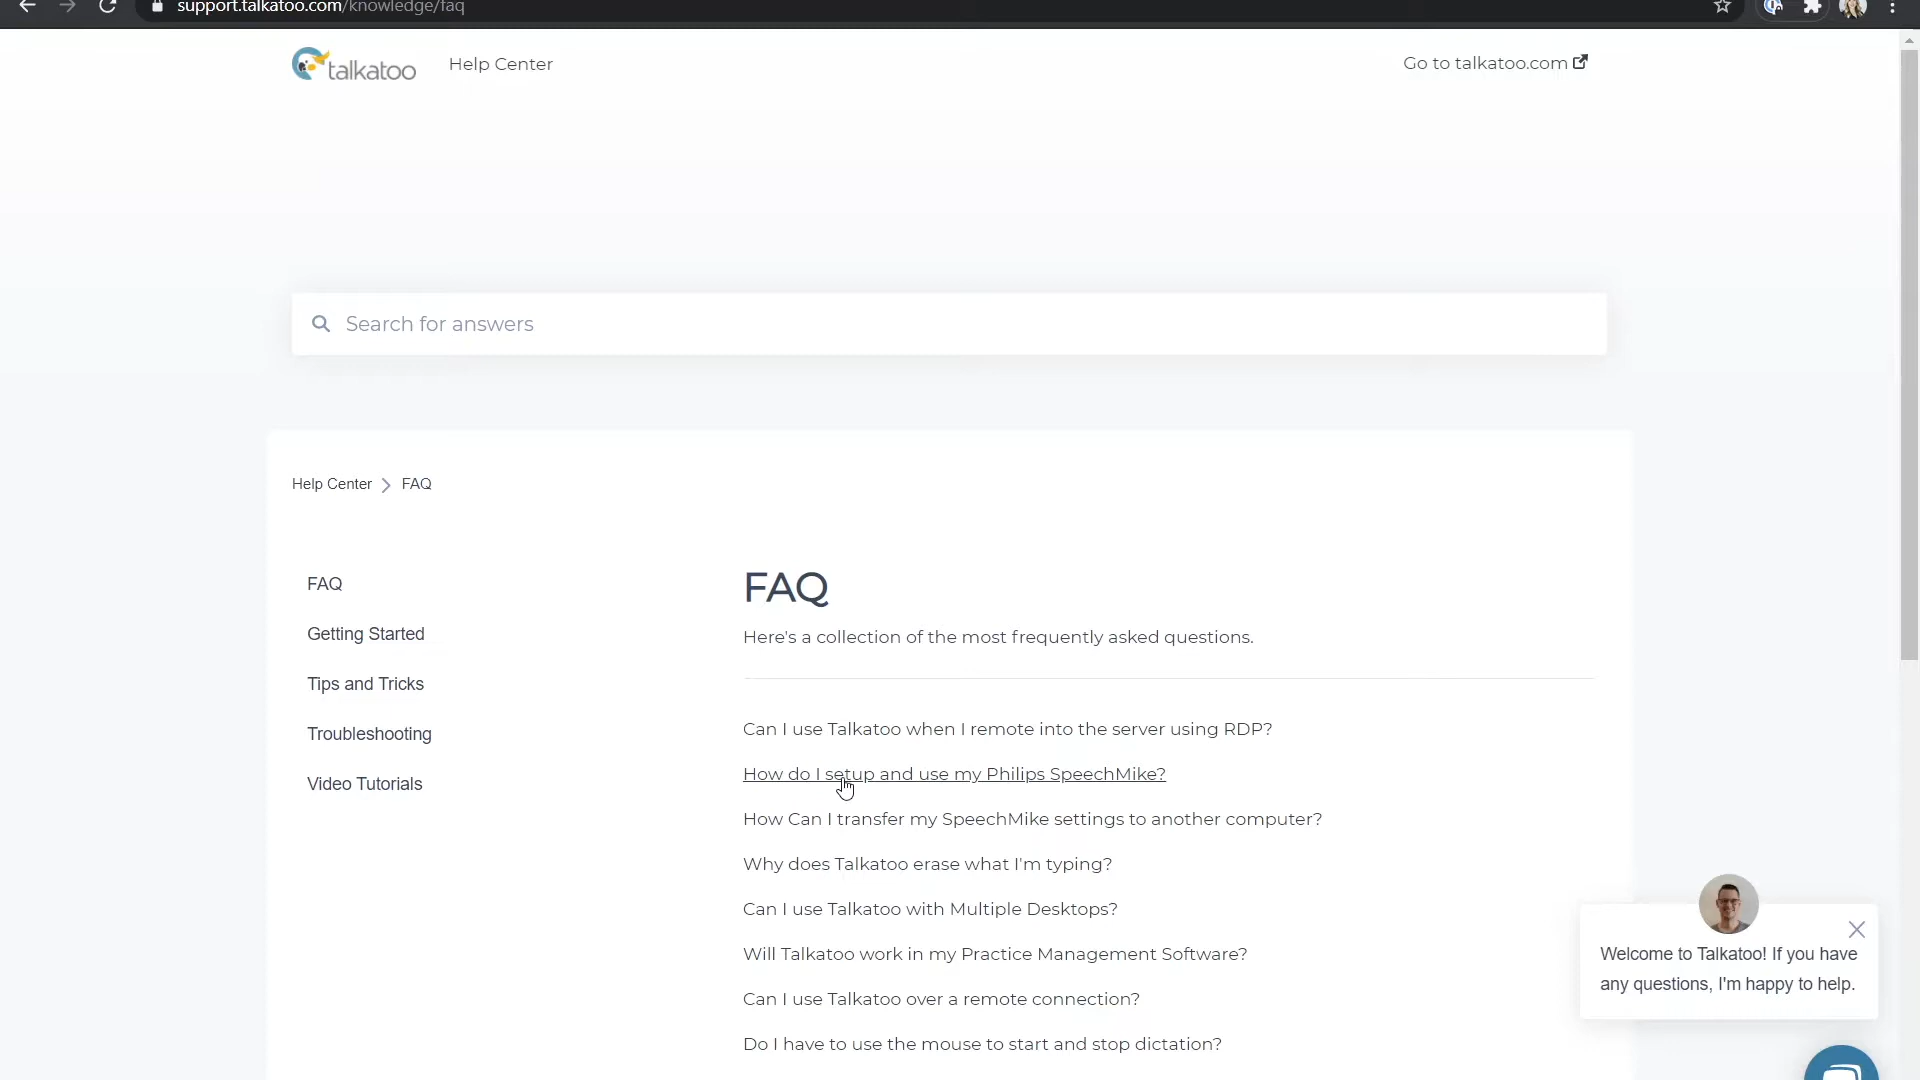 support.talkatoo.com/knowledge/faq
talkatoo
Help Center
Go to talkatoo.com
Search for answers
Help Center
FAQ
FAQ
Getting Started
Tips and Tricks
Troubleshooting
Video Tutorials
FAQ
Here's a collection of the most frequently asked questions.
Can I use Talkatoo when I remote into the server using RDP?
How do I setup and use my Philips SpeechMike?
How Can I transfer my SpeechMike settings to another computer?
Why does Talkatoo erase what I'm typing?
Can I use Talkatoo with Multiple Desktops?
Will Talkatoo work in my Practice Management Software?
Can I use Talkatoo over a remote connection?
Do I have to use the mouse to start and stop dictation?
Welcome to Talkatoo! If you have
any questions, I'm happy to help.